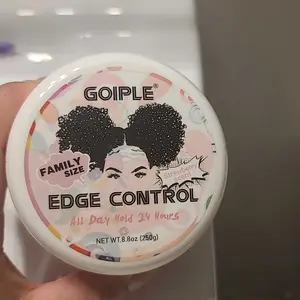 GOIPLE®
FAMILY
SIZE
EDGE CONTROL
All Day Hold 24 Hours
NET WT.8.8oz (250g)